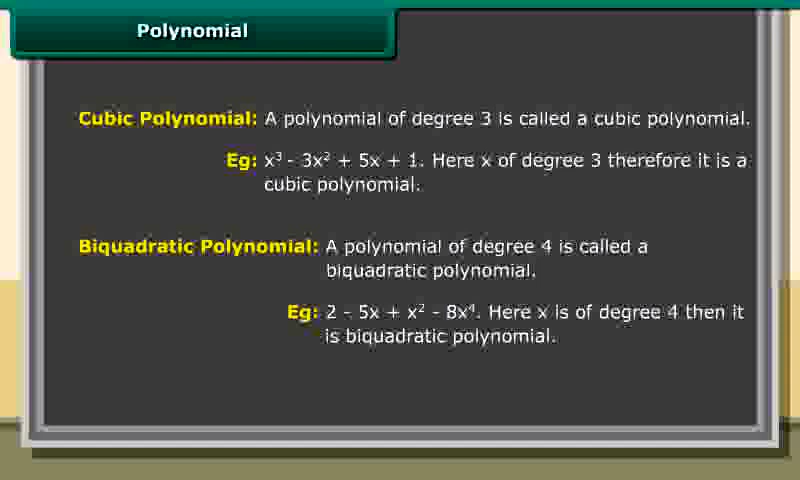 Polynomial
Cubic Polynomial: A polynomial of degree 3 is called a cubic polynomial.
Eg: x³ - 3x² + 5x + 1. Here x of degree 3 therefore it is a
cubic polynomial.
Biquadratic Polynomial: A polynomial of degree 4 is called a
biquadratic polynomial.
Eg: 2 - 5x + x² - 8x⁴. Here x is of degree 4 then it
is biquadratic polynomial.